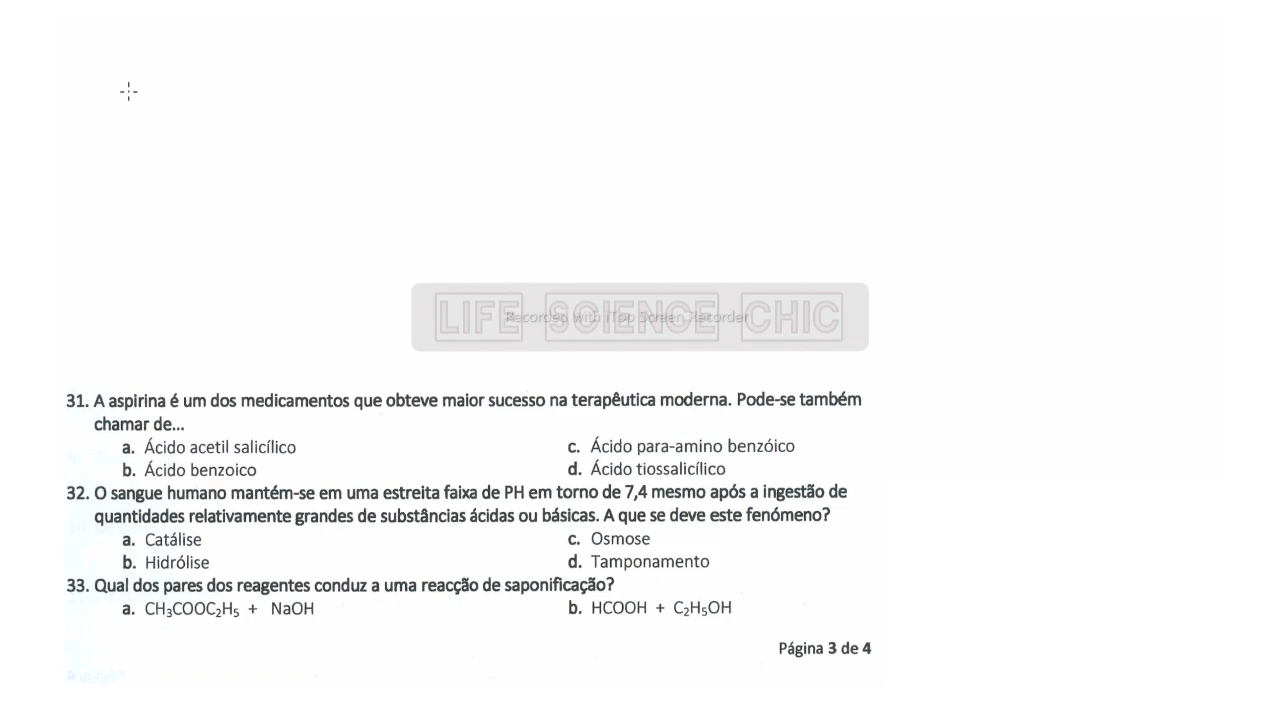 LIFE SCIENCE CHIC
Recorded with iTop Screen Recorder
31. A aspirina é um dos medicamentos que obteve maior sucesso na terapêutica moderna. Pode-se também
chamar de...
a. Ácido acetil salicílico c. Ácido para-amino benzóico
b. Ácido benzoico d. Ácido tiossalicílico
32. O sangue humano mantém-se em uma estreita faixa de PH em torno de 7,4 mesmo após a ingestão de
quantidades relativamente grandes de substâncias ácidas ou básicas. A que se deve este fenómeno?
a. Catálise c. Osmose
b. Hidrólise d. Tamponamento
33. Qual dos pares dos reagentes conduz a uma reacção de saponificação?
a. CH₃COOC₂H₅ + NaOH b. HCOOH + C₂H₅OH
Página 3 de 4